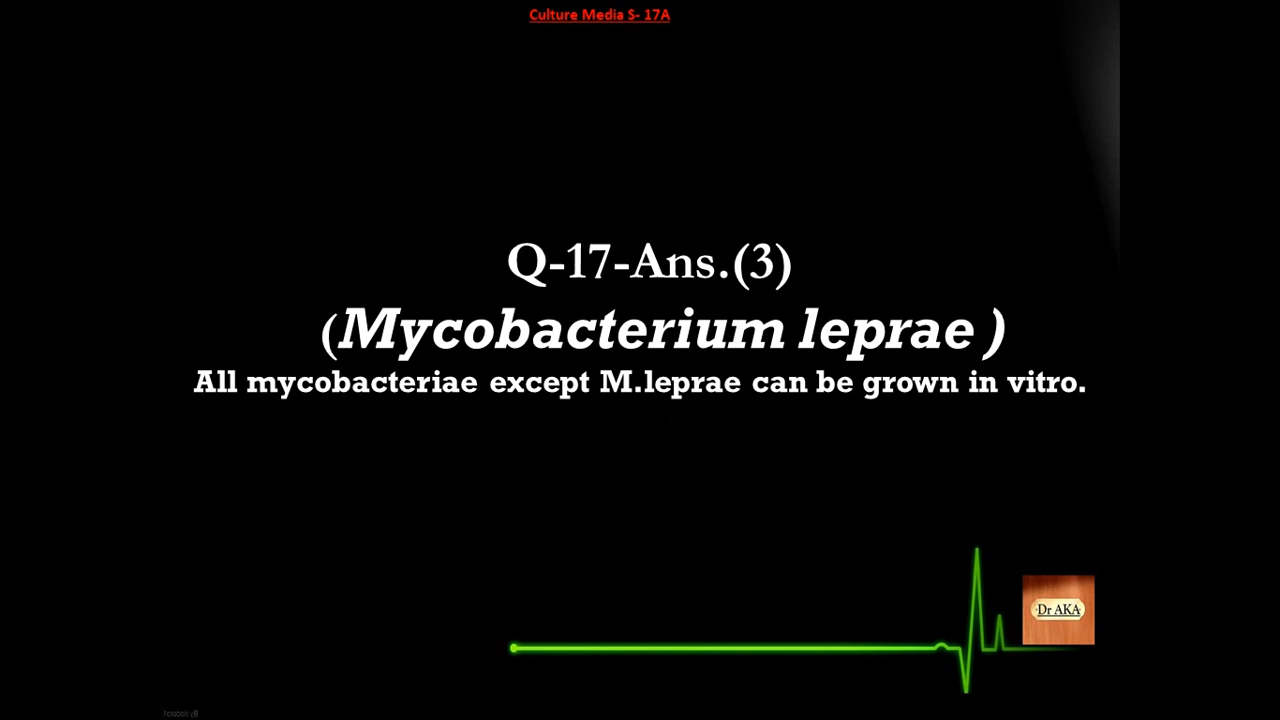 Culture Media S- 17A
Q-17-Ans.(3)
(Mycobacterium leprae )
All mycobacteriae except M.leprae can be grown in vitro.
Dr AKA